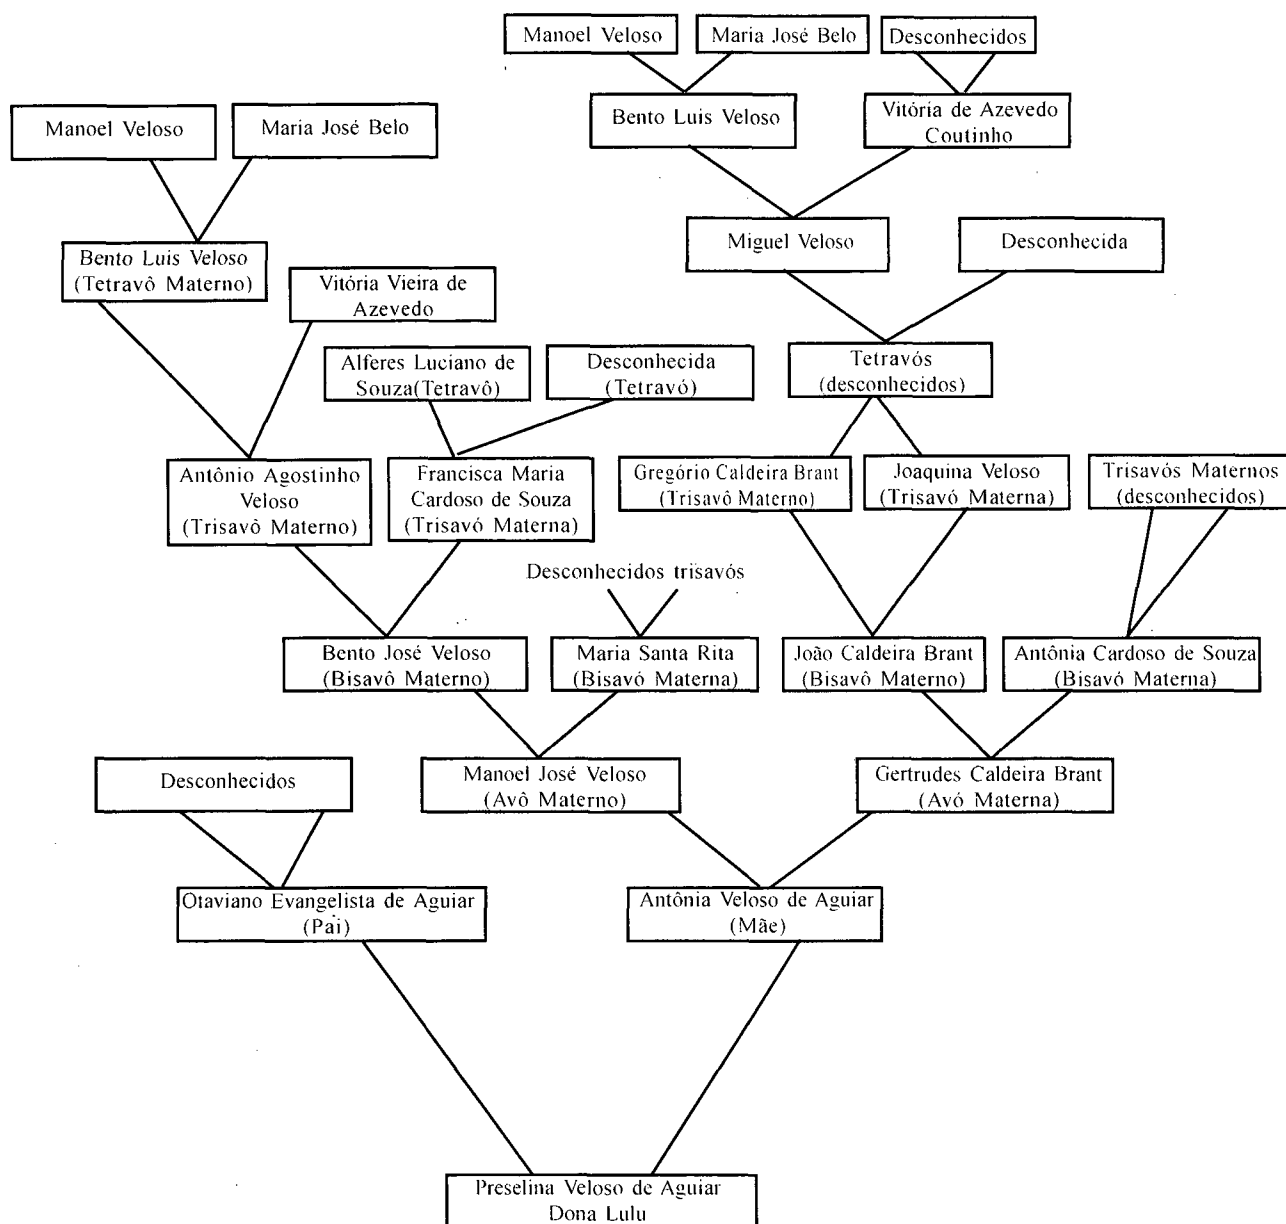 Manoel Veloso
Maria José Belo
Desconhecidos
Bento Luis Veloso
Vitória de Azevedo
Coutinho
Manoel Veloso
Maria José Belo
Miguel Veloso
Desconhecida
Bento Luis Veloso
(Tetravô Materno)
Vitória Vieira de
Azevedo
Alferes Luciano de
Souza(Tetravô)
Desconhecida
(Tetravó)
Tetravós
(desconhecidos)
Antônio Agostinho
Veloso
(Trisavô Materno)
Francisca Maria
Cardoso de Souza
(Trisavó Materna)
Gregório Caldeira Brant
(Trisavô Materno)
Joaquina Veloso
(Trisavó Materna)
Trisavós Maternos
(desconhecidos)
Desconhecidos trisavós
Bento José Veloso
(Bisavô Materno)
Maria Santa Rita
(Bisavó Materna)
João Caldeira Brant
(Bisavô Materno)
Antônia Cardoso de Souza
(Bisavó Materna)
Desconhecidos
Manoel José Veloso
(Avô Materno)
Gertrudes Caldeira Brant
(Avó Materna)
Otaviano Evangelista de Aguiar
(Pai)
Antônia Veloso de Aguiar
(Mãe)
Preselina Veloso de Aguiar
Dona Lulu